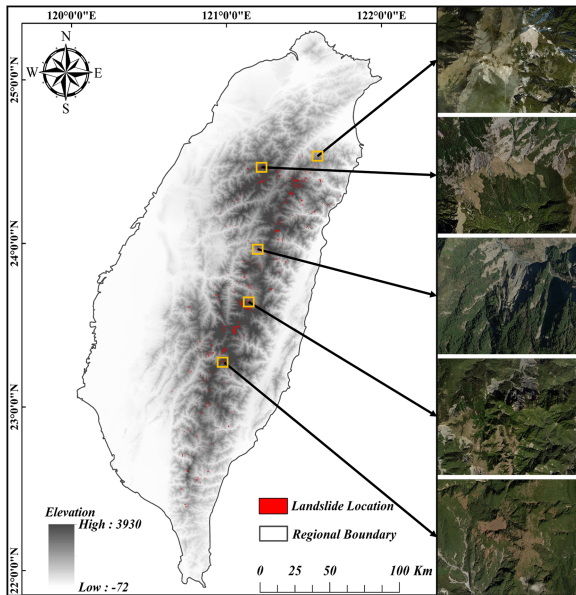 120°0'0"E
121°0'0"E
122°0'0"E
N
W
E
S
25°0'0"N
24°0'0"N
23°0'0"N
22°0'0"N
Elevation
High : 3930
Low : -72
Landslide Location
Regional Boundary
0 25 50 100 Km